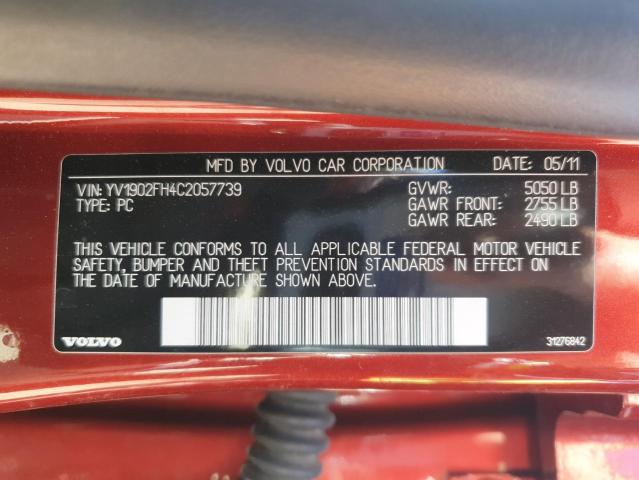 MFD BY VOLVO CAR CORPORATION DATE: 05/11
VIN: YV1902FH4C2057739 GVWR: 5050 LB
TYPE: PC GAWR FRONT: 2755 LB
GAWR REAR: 2490 LB
THIS VEHICLE CONFORMS TO ALL APPLICABLE FEDERAL MOTOR VEHICLE
SAFETY, BUMPER AND THEFT PREVENTION STANDARDS IN EFFECT ON
THE DATE OF MANUFACTURE SHOWN ABOVE.
VOLVO 31276842